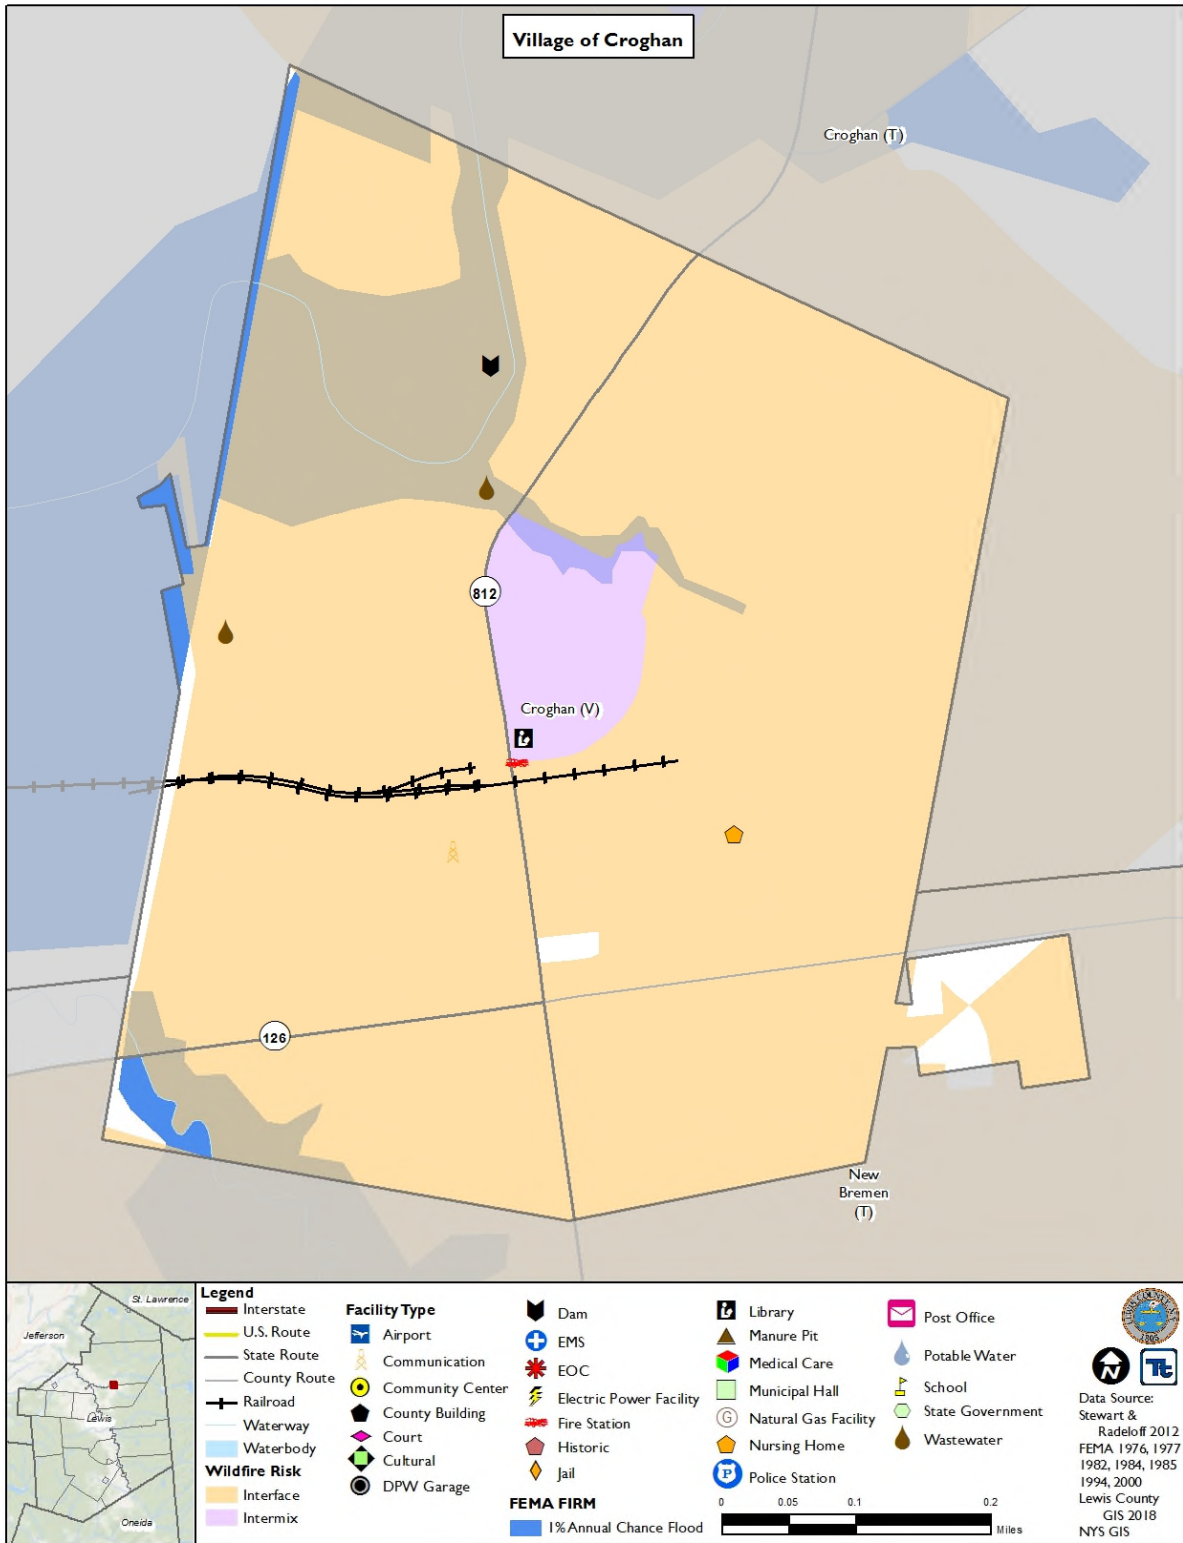 Village of Croghan
Croghan (T)
812
Croghan (V)
126
New
Bremen
(T)
St. Lawrence
Jefferson
Lewis
Oneida
Legend
Interstate
U.S. Route
State Route
County Route
Railroad
Waterway
Waterbody
Wildfire Risk
Interface
Intermix
Facility Type
Airport
Communication
Community Center
County Building
Court
Cultural
DPW Garage
Dam
EMS
EOC
Electric Power Facility
Fire Station
Historic
Jail
FEMA FIRM
1% Annual Chance Flood
Library
Manure Pit
Medical Care
Municipal Hall
G Natural Gas Facility
Nursing Home
P Police Station
0 0.05 0.1 0.2
Miles
Post Office
Potable Water
School
State Government
Wastewater
LEWIS COUNTY, N.Y.
1805
N
Tt
Data Source:
Stewart &
Radeloff 2012
FEMA 1976, 1977
1982, 1984, 1985
1994, 2000
Lewis County
GIS 2018
NYS GIS